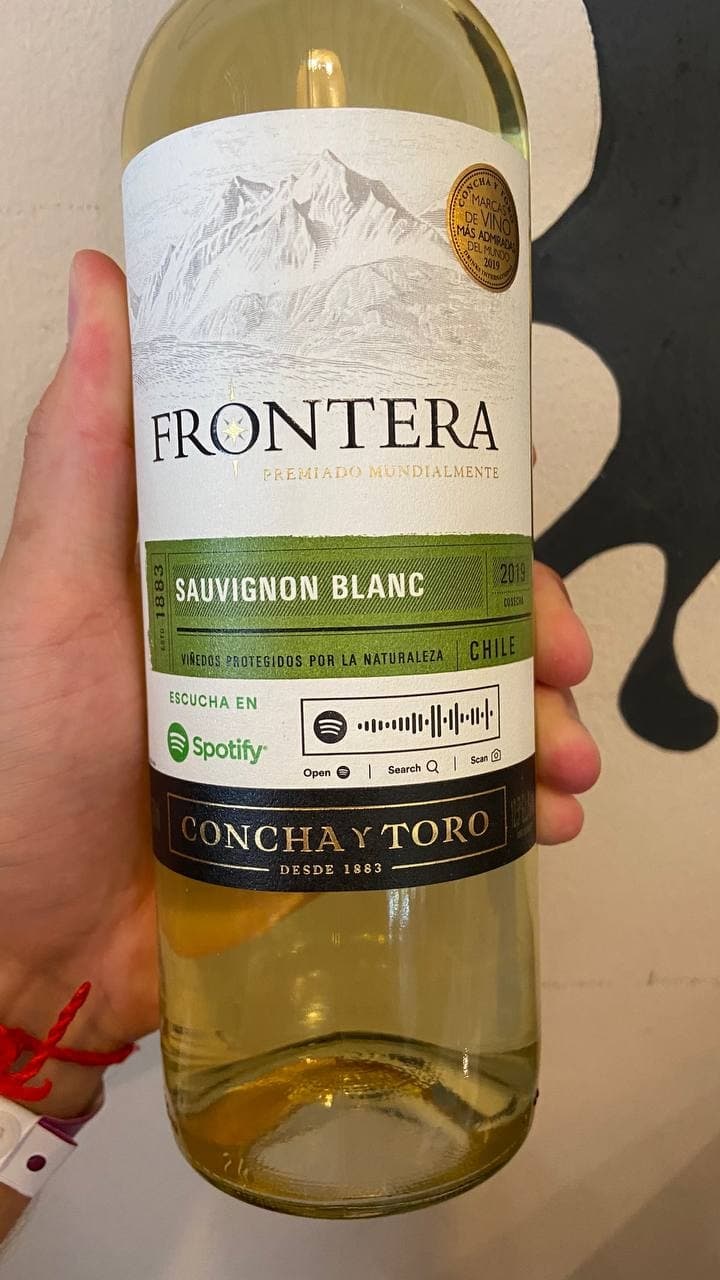 CONCHA Y TORO
MARCAS
DE VINO
MÁS ADMIRADAS
DEL MUNDO
2019
FRONTERA
PREMIADO MUNDIALMENTE
ESTD 1883
SAUVIGNON BLANC
2019
COSECHA
VIÑEDOS PROTEGIDOS POR LA NATURALEZA
CHILE
ESCUCHA EN
Spotify
Open | Search | Scan
CONCHA Y TORO
DESDE 1883